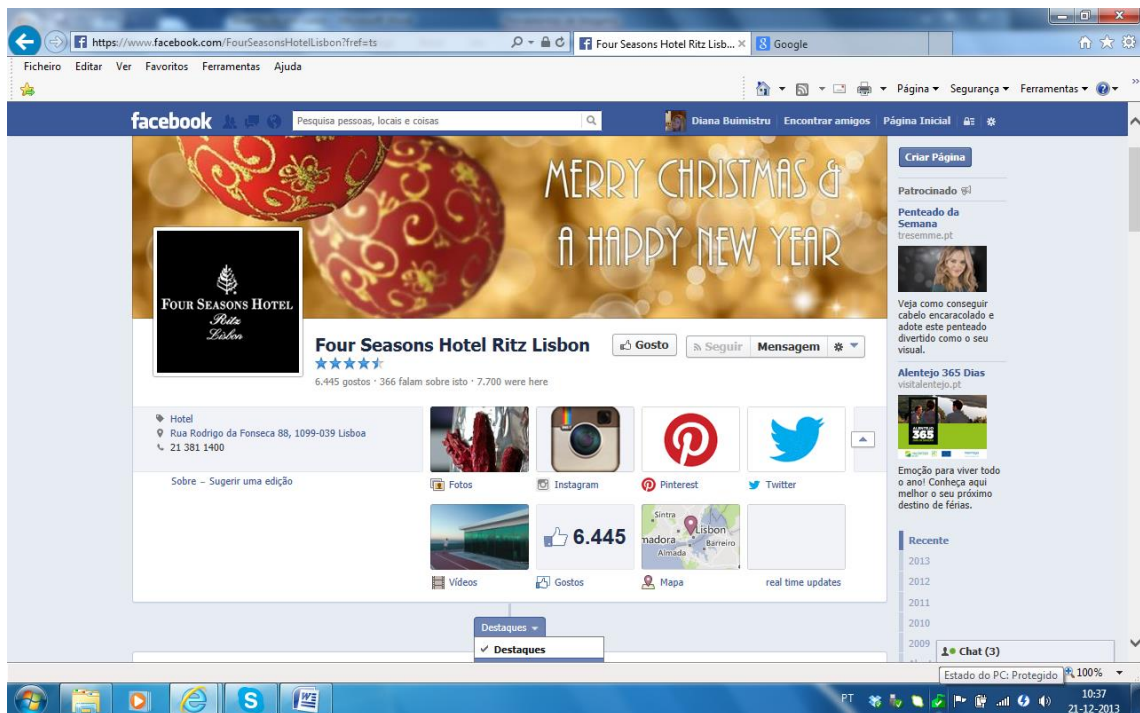 https://www.facebook.com/FourSeasonsHotelLisbon?fref=ts
Four Seasons Hotel Ritz Lisb...
Google
Ficheiro Editar Ver Favoritos Ferramentas Ajuda
Página Segurança Ferramentas
facebook
Pesquisa pessoas, locais e coisas
Diana Buimistru Encontrar amigos Página Inicial
MERRY CHRISTMAS &
A HAPPY NEW YEAR
FOUR SEASONS HOTEL
Ritz
Lisbon
Four Seasons Hotel Ritz Lisbon
Gosto Seguir Mensagem
6.445 gostos · 366 falam sobre isto · 7.700 were here
Hotel
Rua Rodrigo da Fonseca 88, 1099-039 Lisboa
21 381 1400
Sobre – Sugerir uma edição
Fotos Instagram Pinterest Twitter
6.445
Sintra
Lisbon
madora
Barreiro
Almada
Vídeos Gostos Mapa real time updates
Destaques
Destaques
Criar Página
Patrocinado
Penteado da
Semana
tresemme.pt
Veja como conseguir
cabelo encaracolado e
adote este penteado
divertido como o seu
visual.
Alentejo 365 Dias
visitalentejo.pt
ALENTEJO
365
Emoção para viver todo
o ano! Conheça aqui
melhor o seu próximo
destino de férias.
Recente
2013
2012
2011
2010
2009
Chat (3)
Estado do PC: Protegido
100%
PT
10:37
21-12-2013